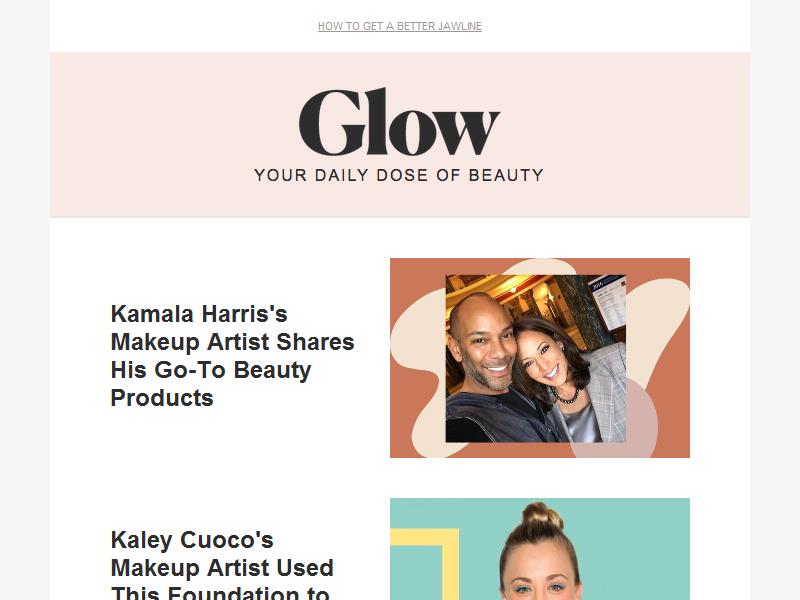 HOW TO GET A BETTER JAWLINE
Glow
YOUR DAILY DOSE OF BEAUTY
Kamala Harris's
Makeup Artist Shares
His Go-To Beauty
Products
Kaley Cuoco's
Makeup Artist Used
This Foundation to